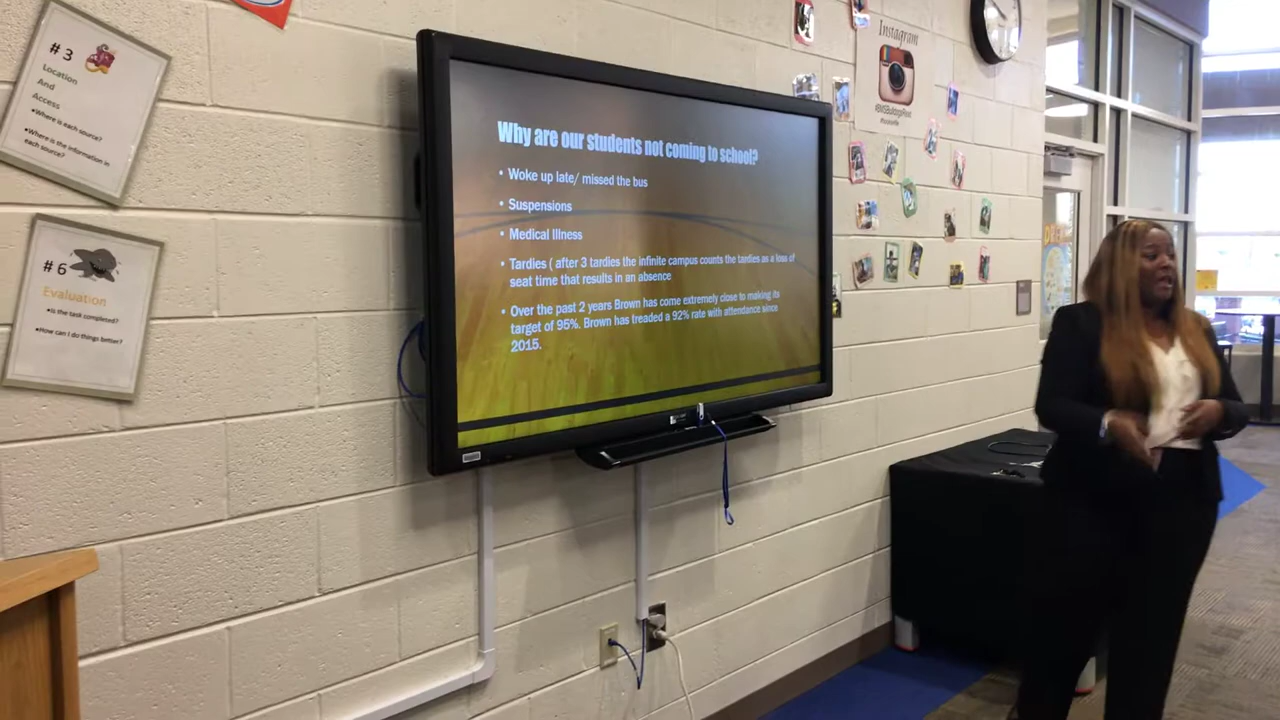 #3
Location
And
Access
•Where is each source?
•Where is the information in
each source?
#6
Evaluation
•Is the task completed?
•How can I do things better?
Why are our students not coming to school?
• Woke up late/ missed the bus
• Suspensions
• Medical Illness
• Tardies ( after 3 tardies the infinite campus counts the tardies as a loss of
seat time that results in an absence
• Over the past 2 years Brown has come extremely close to making its
target of 95%. Brown has treaded a 92% rate with attendance since
2015.
Instagram